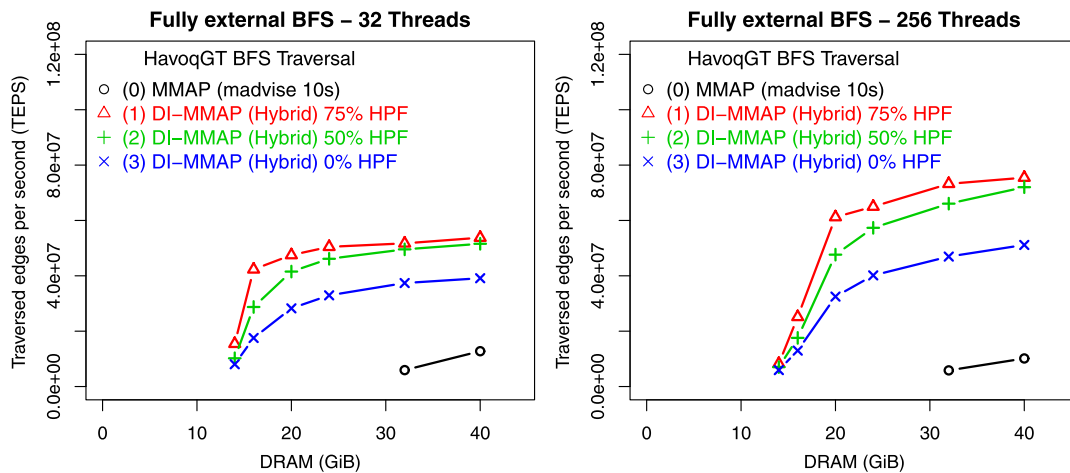 Fully external BFS − 32 Threads
Traversed edges per second (TEPS)
1.2e+08
8.0e+07
4.0e+07
0.0e+00
HavoqGT BFS Traversal
(0) MMAP (madvise 10s)
(1) DI−MMAP (Hybrid) 75% HPF
(2) DI−MMAP (Hybrid) 50% HPF
(3) DI−MMAP (Hybrid) 0% HPF
0 10 20 30 40
DRAM (GiB)
Fully external BFS − 256 Threads
Traversed edges per second (TEPS)
1.2e+08
8.0e+07
4.0e+07
0.0e+00
HavoqGT BFS Traversal
(0) MMAP (madvise 10s)
(1) DI−MMAP (Hybrid) 75% HPF
(2) DI−MMAP (Hybrid) 50% HPF
(3) DI−MMAP (Hybrid) 0% HPF
0 10 20 30 40
DRAM (GiB)